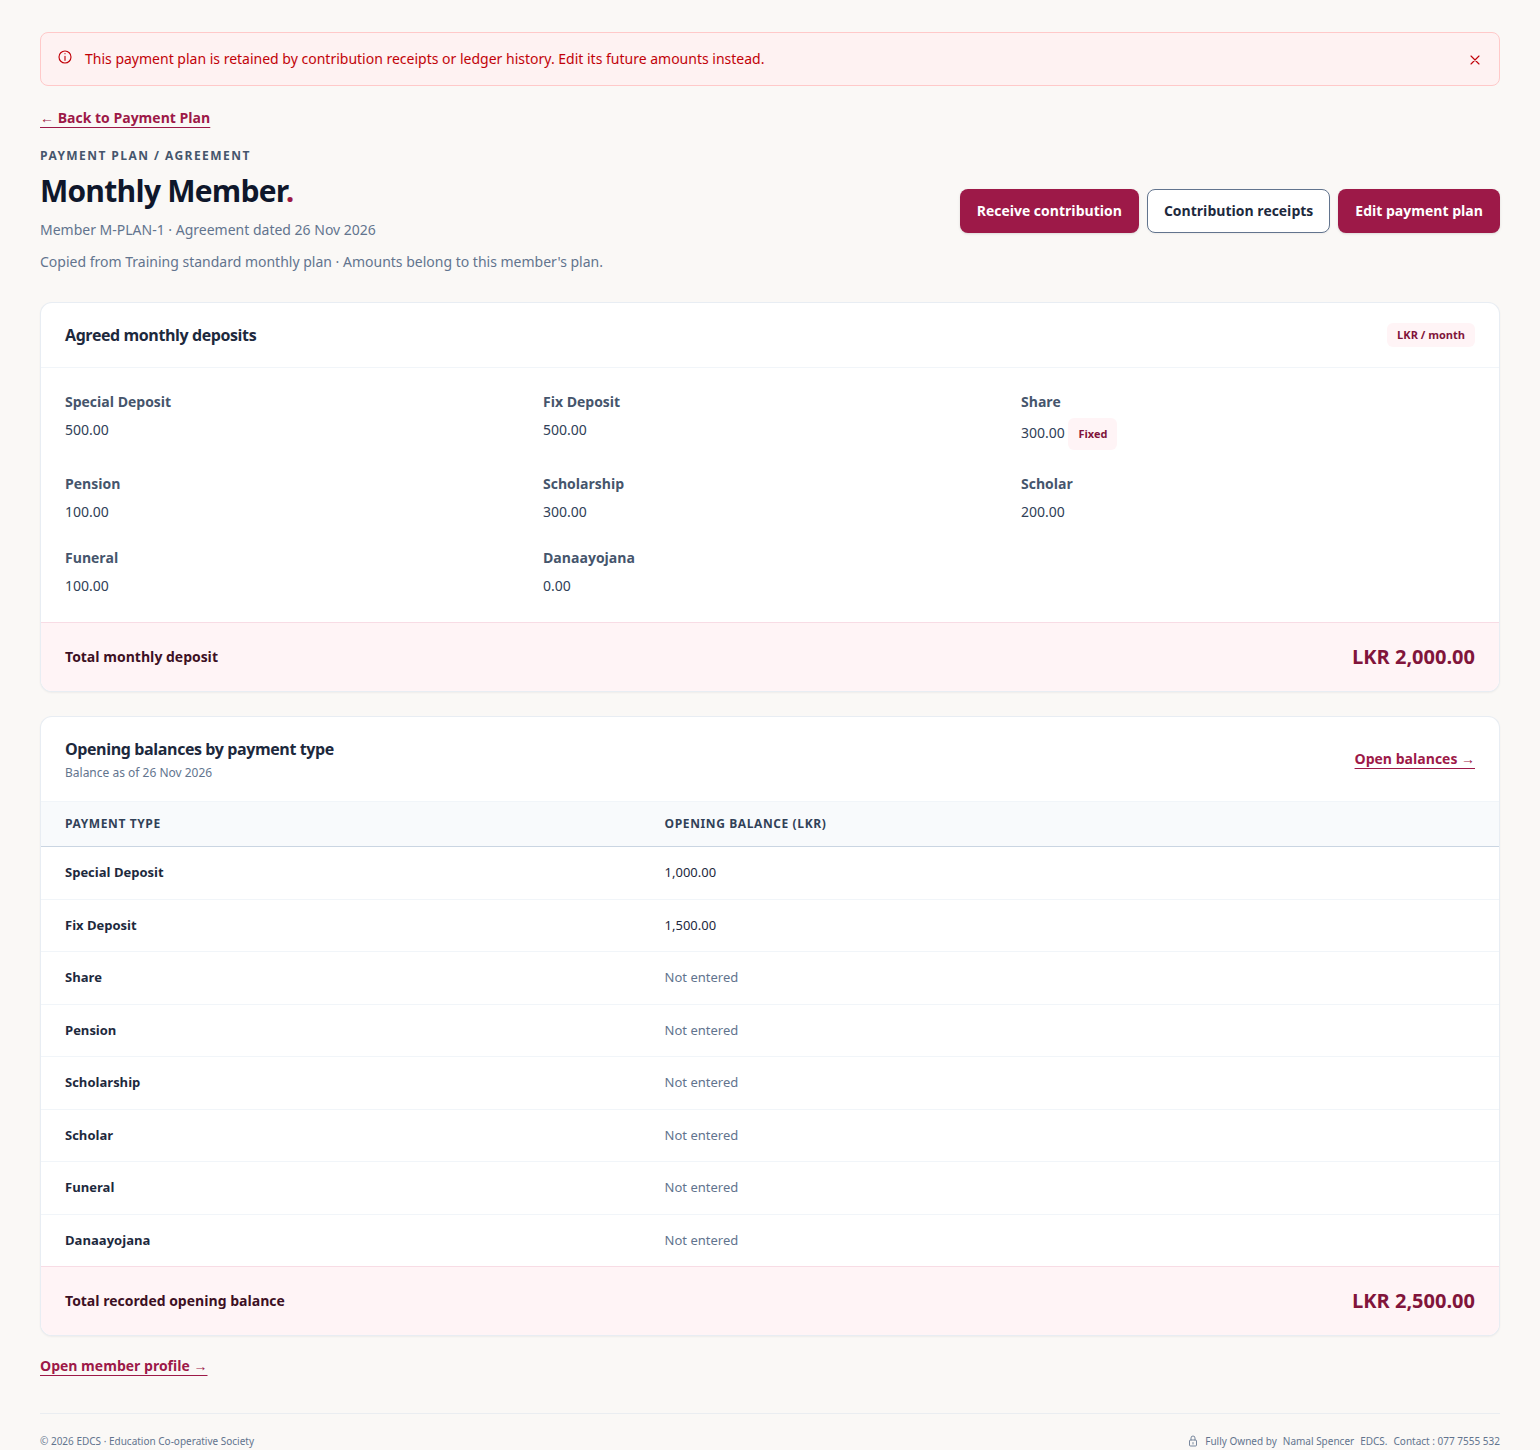 This payment plan is retained by contribution receipts or ledger history. Edit its future amounts instead.
← Back to Payment Plan
PAYMENT PLAN / AGREEMENT
Monthly Member.
Member M-PLAN-1 · Agreement dated 26 Nov 2026
Copied from Training standard monthly plan · Amounts belong to this member's plan.
Receive contribution
Contribution receipts
Edit payment plan
Agreed monthly deposits
LKR / month
Special Deposit
500.00
Fix Deposit
500.00
Share
300.00 Fixed
Pension
100.00
Scholarship
300.00
Scholar
200.00
Funeral
100.00
Danaayojana
0.00
Total monthly deposit
LKR 2,000.00
Opening balances by payment type
Balance as of 26 Nov 2026
Open balances →
PAYMENT TYPE OPENING BALANCE (LKR)
Special Deposit 1,000.00
Fix Deposit 1,500.00
Share Not entered
Pension Not entered
Scholarship Not entered
Scholar Not entered
Funeral Not entered
Danaayojana Not entered
Total recorded opening balance LKR 2,500.00
Open member profile →
© 2026 EDCS · Education Co-operative Society
Fully Owned by Namal Spencer EDCS. Contact : 077 7555 532